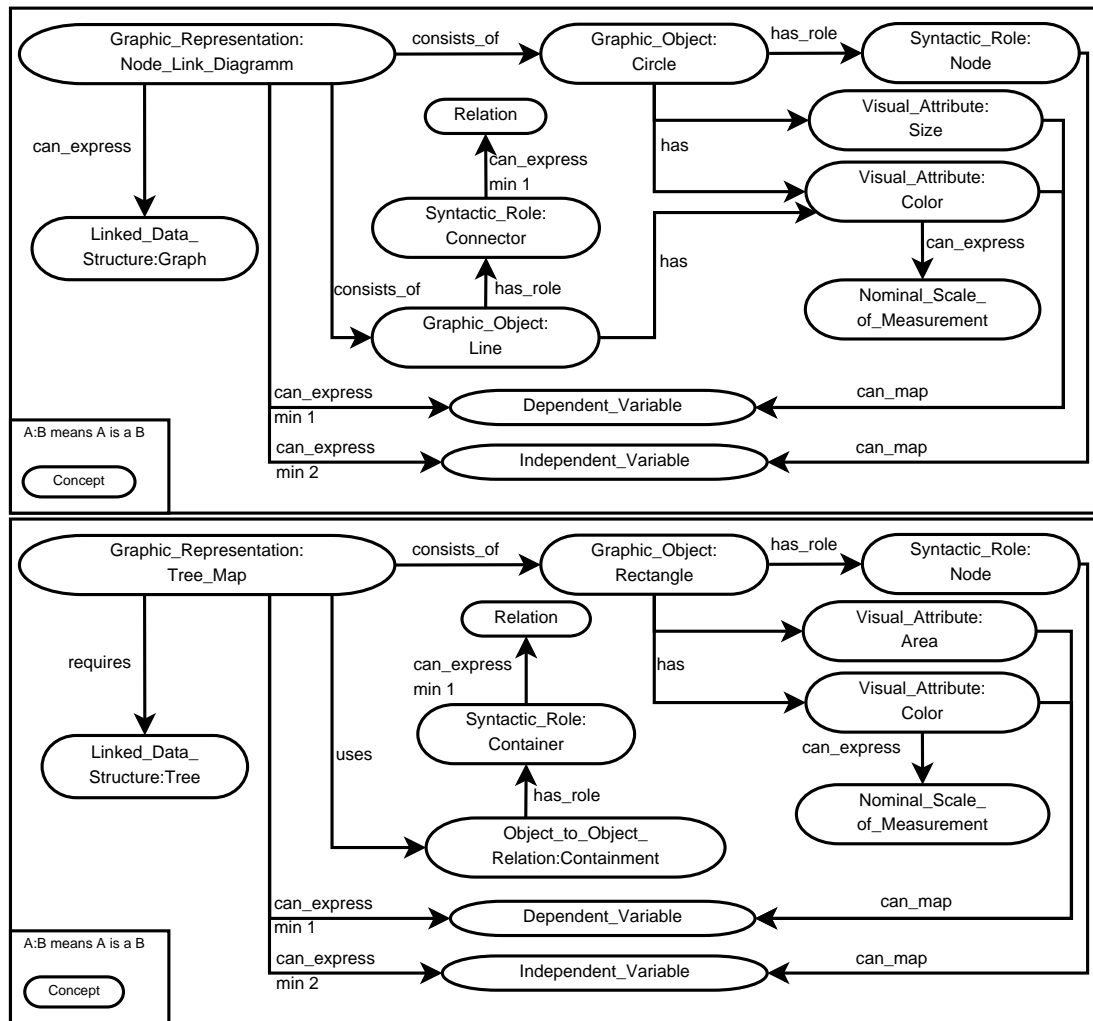 Graphic_Representation:
Node_Link_Diagramm
consists_of
Graphic_Object:
Circle
has_role
Syntactic_Role:
Node
Relation
Visual_Attribute:
Size
can_express
can_express
min 1
has
Visual_Attribute:
Color
Syntactic_Role:
Connector
Linked_Data_
Structure:Graph
can_express
has
consists_of
has_role
Nominal_Scale_
of_Measurement
Graphic_Object:
Line
can_express
min 1
Dependent_Variable
can_map
A:B means A is a B
can_express
min 2
Independent_Variable
can_map
Concept
Graphic_Representation:
Tree_Map
consists_of
Graphic_Object:
Rectangle
has_role
Syntactic_Role:
Node
Relation
Visual_Attribute:
Area
requires
can_express
min 1
has
Visual_Attribute:
Color
Syntactic_Role:
Container
Linked_Data_
Structure:Tree
uses
can_express
has_role
Nominal_Scale_
of_Measurement
Object_to_Object_
Relation:Containment
can_express
min 1
Dependent_Variable
can_map
A:B means A is a B
can_express
min 2
Independent_Variable
can_map
Concept